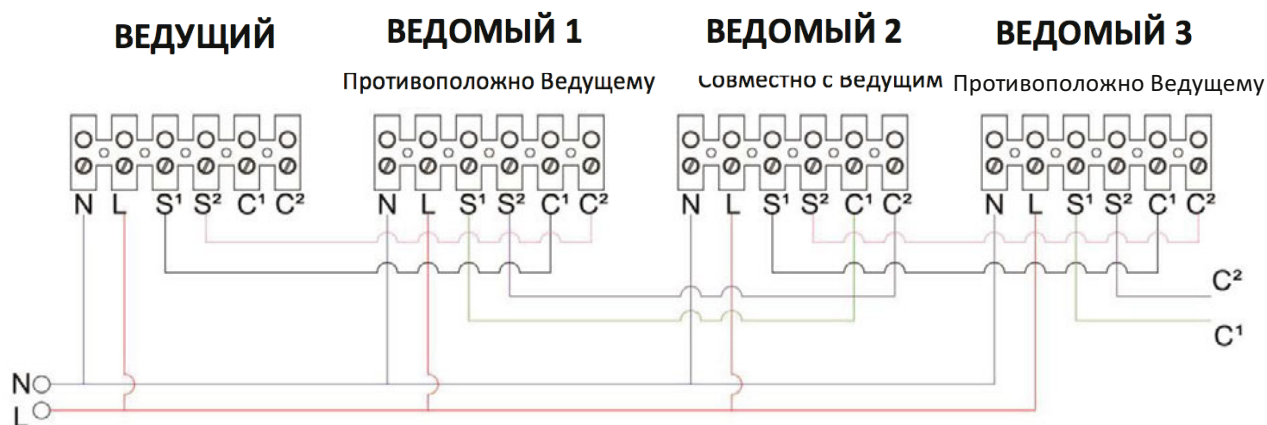 ВЕДУЩИЙ
ВЕДОМЫЙ 1
ВЕДОМЫЙ 2
ВЕДОМЫЙ 3
Противоположно Ведущему
Совместно с Ведущим
Противоположно Ведущему
N L S¹ S² C¹ C²
N L S¹ S² C¹ C²
N L S¹ S² C¹ C²
N L S¹ S² C¹ C²
C²
C¹
N
L